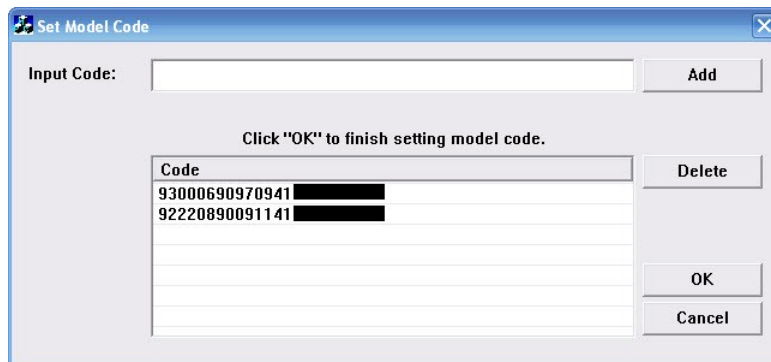 Set Model Code
Input Code:
Add
Click "OK" to finish setting model code.
Code
Delete
93000690970941
92220890091141
OK
Cancel